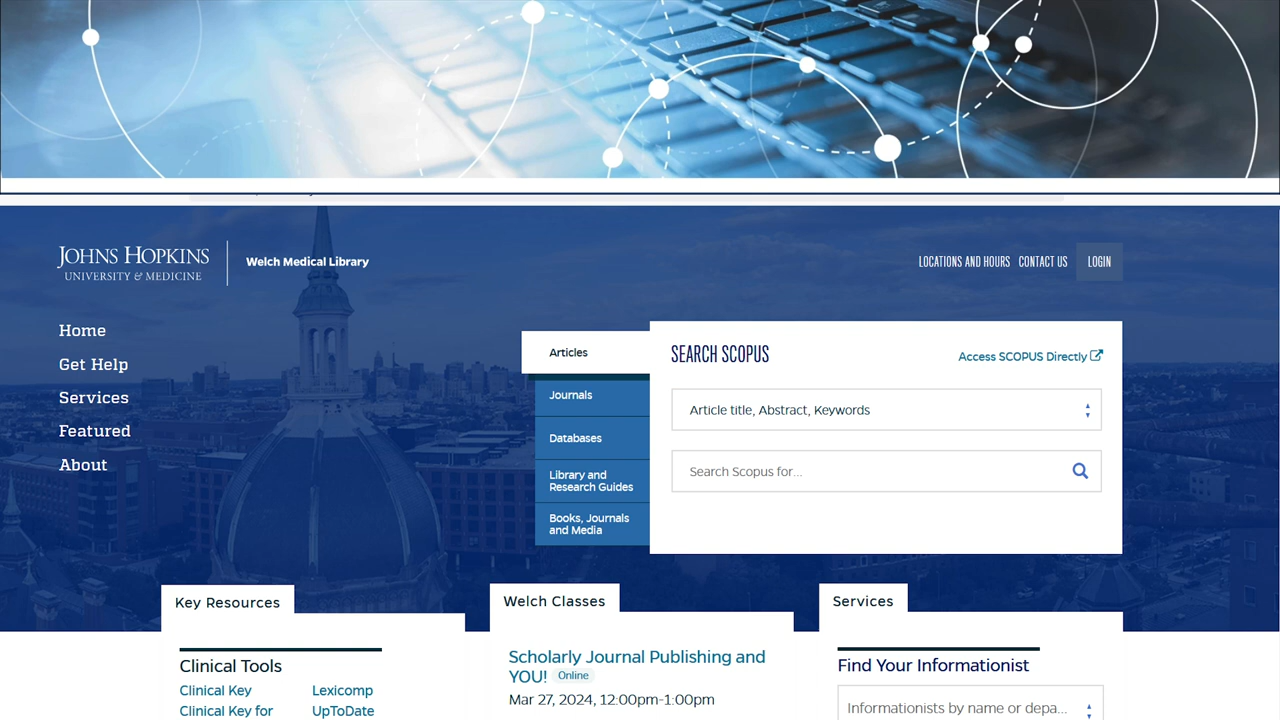 JOHNS HOPKINS
UNIVERSITY & MEDICINE
Welch Medical Library
LOCATIONS AND HOURS
CONTACT US
LOGIN
Home
Get Help
Services
Featured
About
Articles
Journals
Databases
Library and
Research Guides
Books, Journals
and Media
SEARCH SCOPUS
Access SCOPUS Directly
Article title, Abstract, Keywords
Search Scopus for...
Key Resources
Clinical Tools
Clinical Key
Lexicomp
Clinical Key for
UpToDate
Welch Classes
Scholarly Journal Publishing and
YOU! Online
Mar 27, 2024, 12:00pm-1:00pm
Services
Find Your Informationist
Informationists by name or depa...